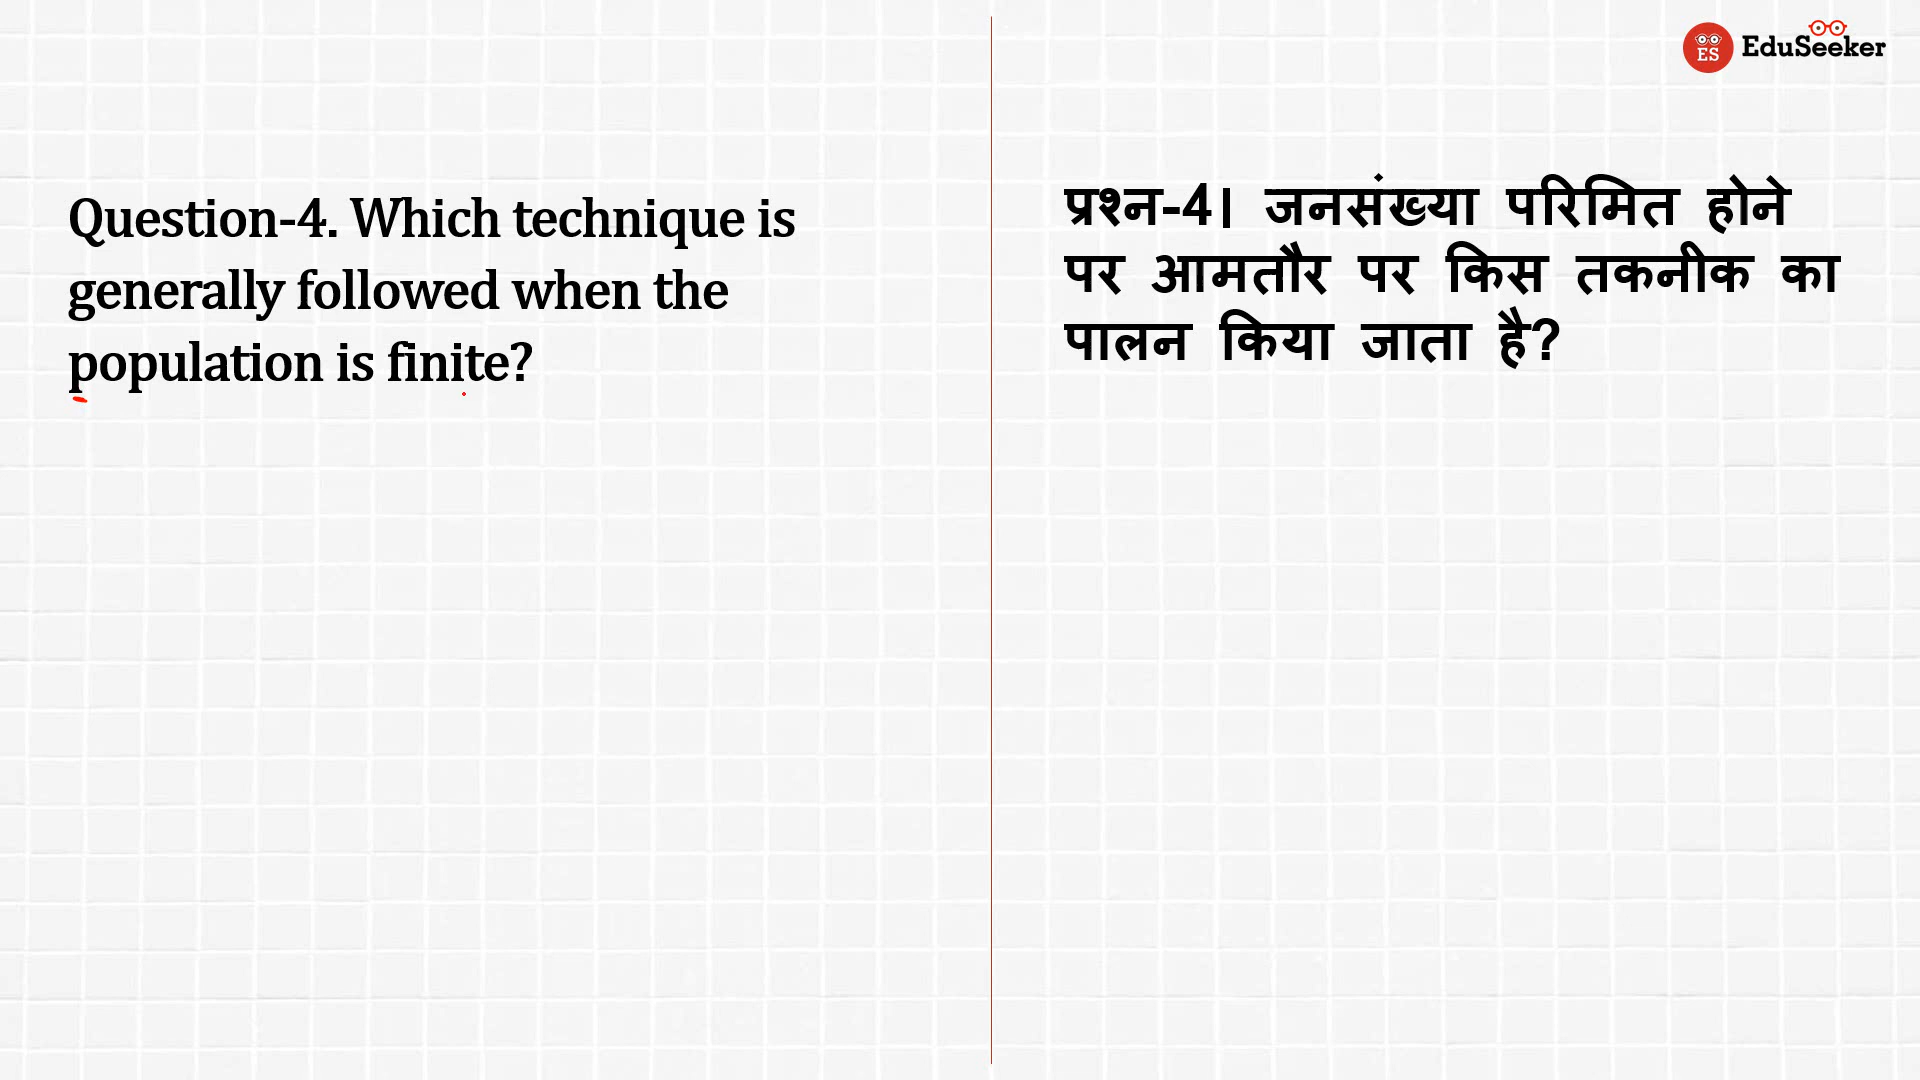 ES EduSeeker
Question-4. Which technique is
generally followed when the
population is finite?
प्रश्न-4। जनसंख्या परिमित होने
पर आमतौर पर किस तकनीक का
पालन किया जाता है?